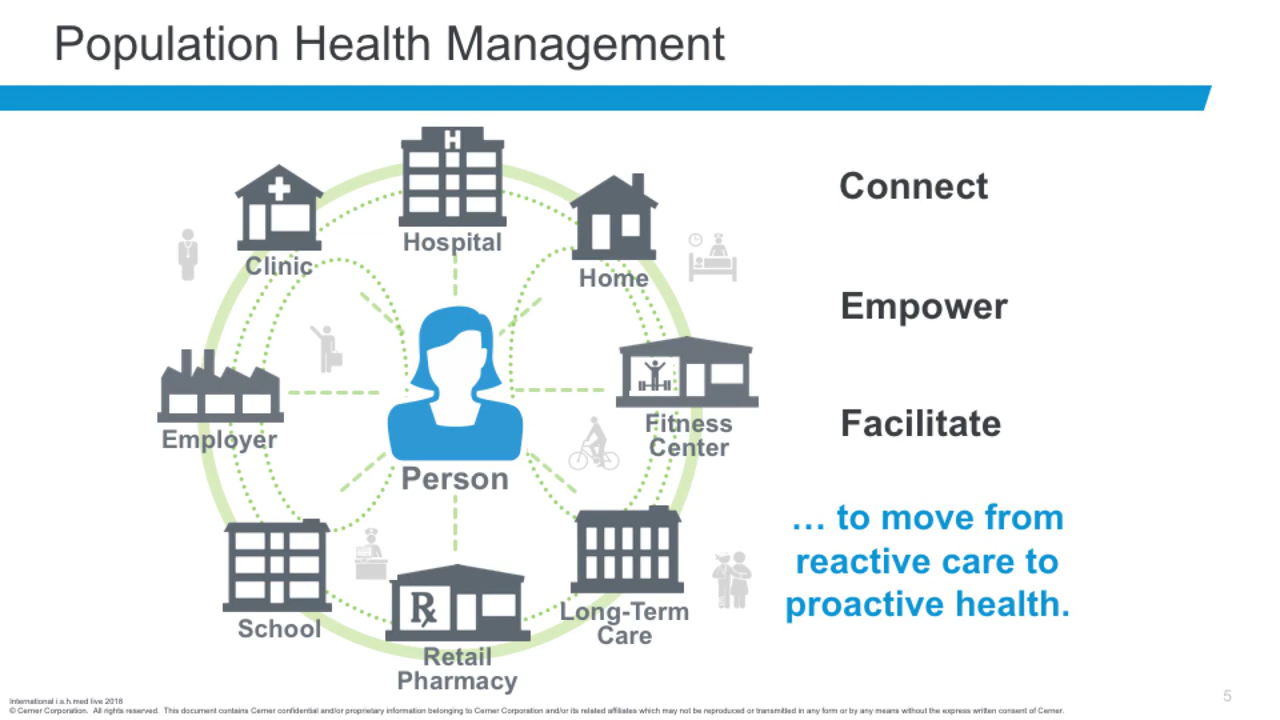 Population Health Management
H
Hospital
Clinic
Home
Connect
Empower
Employer
Fitness
Center
Facilitate
Person
… to move from
reactive care to
proactive health.
School
Rx
Long-Term
Care
Retail
Pharmacy
International i.s.h.med live 2018
© Cerner Corporation. All rights reserved. This document contains Cerner confidential and/or proprietary information belonging to Cerner Corporation and/or its related affiliates which may not be reproduced or transmitted in any form or by any means without the express written consent of Cerner.
5